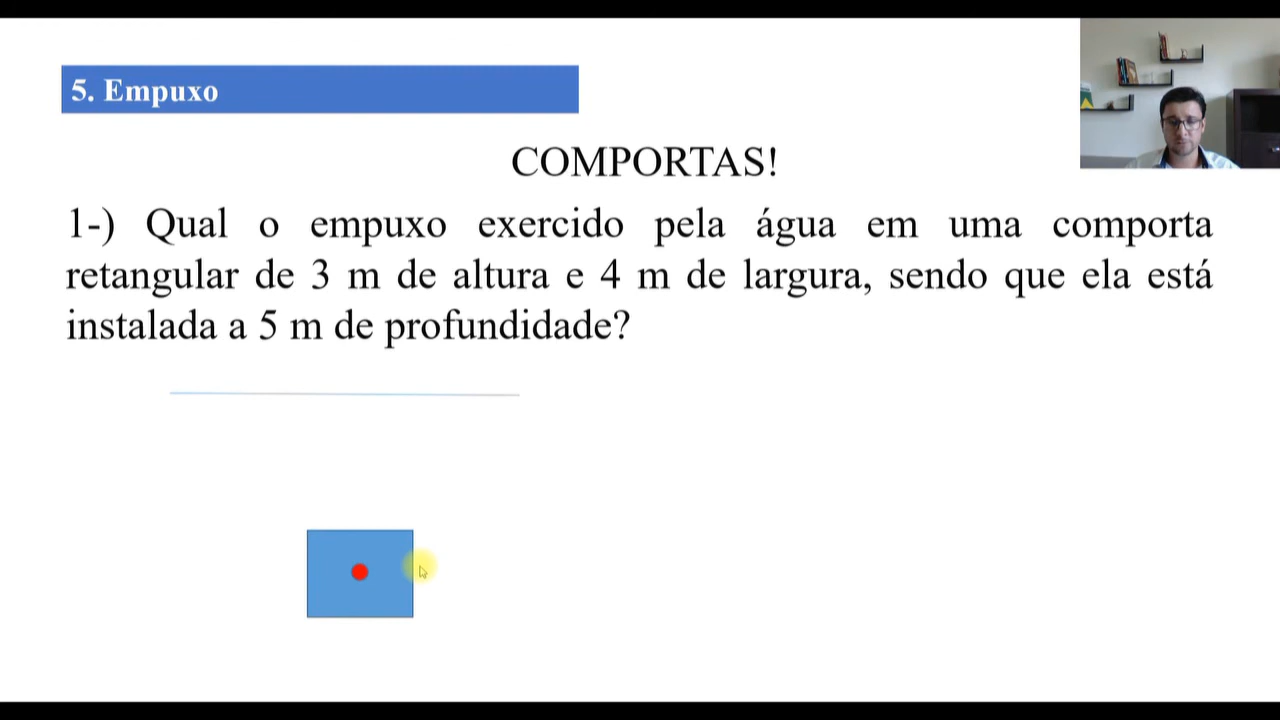 5. Empuxo
COMPORTAS!
1-) Qual o empuxo exercido pela água em uma comporta
retangular de 3 m de altura e 4 m de largura, sendo que ela está
instalada a 5 m de profundidade?